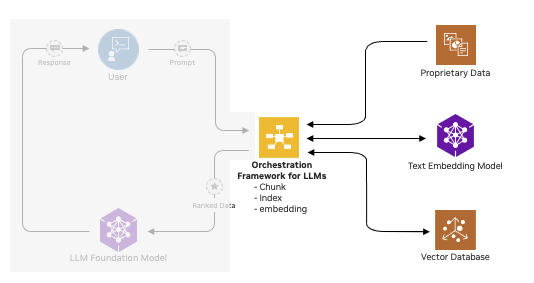 Response
User
Prompt
Proprietary Data
Orchestration
Framework for LLMs
- Chunk
- Index
- embedding
Text Embedding Model
Ranked Data
LLM Foundation Model
Vector Database